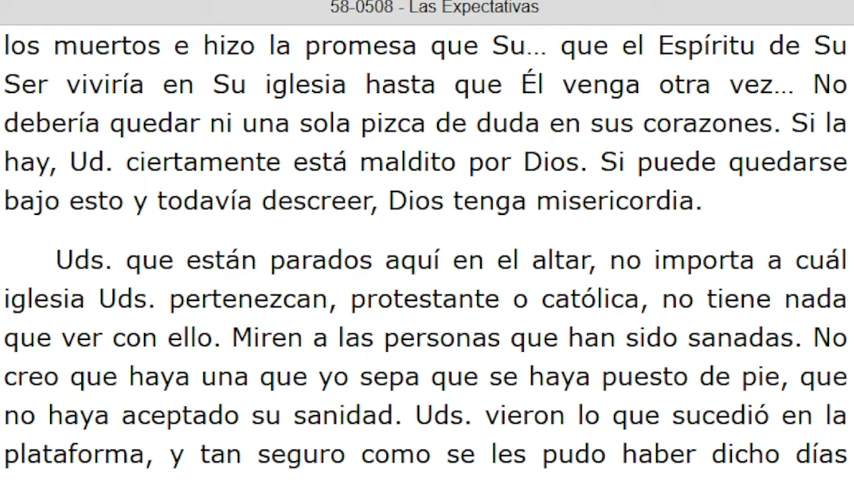 58-0508 - Las Expectativas
los muertos e hizo la promesa que Su... que el Espíritu de Su
Ser viviría en Su iglesia hasta que Él venga otra vez... No
debería quedar ni una sola pizca de duda en sus corazones. Si la
hay, Ud. ciertamente está maldito por Dios. Si puede quedarse
bajo esto y todavía descreer, Dios tenga misericordia.
Uds. que están parados aquí en el altar, no importa a cuál
iglesia Uds. pertenezcan, protestante o católica, no tiene nada
que ver con ello. Miren a las personas que han sido sanadas. No
creo que haya una que yo sepa que se haya puesto de pie, que
no haya aceptado su sanidad. Uds. vieron lo que sucedió en la
plataforma, y tan seguro como se les pudo haber dicho días